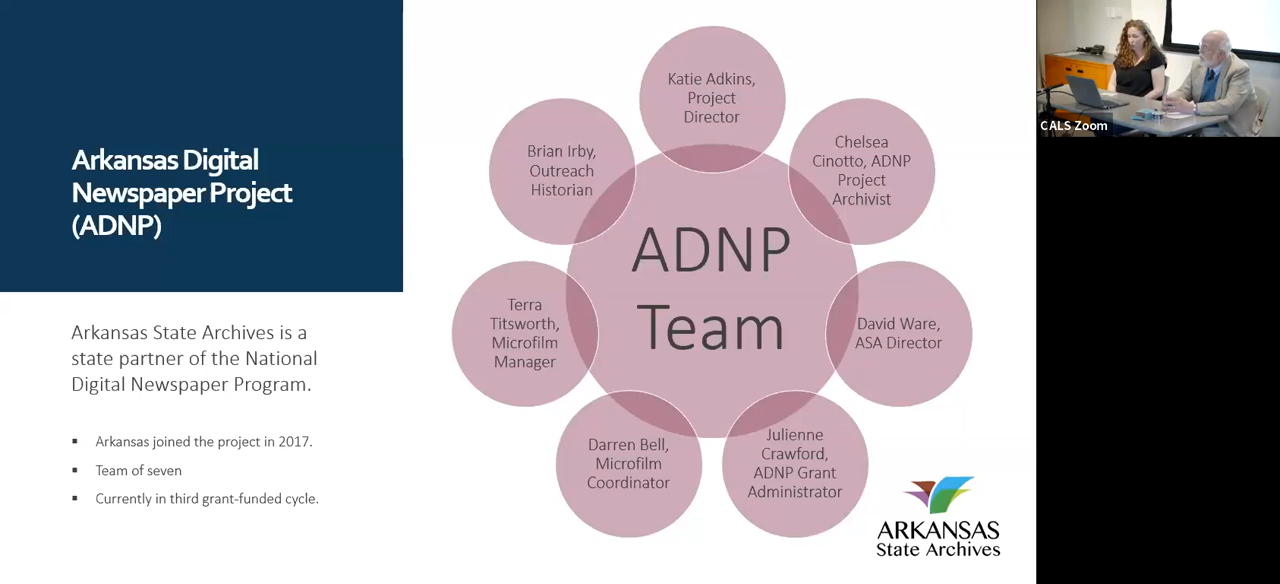 Arkansas Digital
Newspaper Project
(ADNP)
Arkansas State Archives is a
state partner of the National
Digital Newspaper Program.
▪ Arkansas joined the project in 2017.
▪ Team of seven
▪ Currently in third grant-funded cycle.
ADNP
Team
Katie Adkins,
Project
Director
Chelsea
Cinotto, ADNP
Project
Archivist
David Ware,
ASA Director
Julienne
Crawford,
ADNP Grant
Administrator
Darren Bell,
Microfilm
Coordinator
Terra
Titsworth,
Microfilm
Manager
Brian Irby,
Outreach
Historian
ARKANSAS
State Archives
CALS Zoom